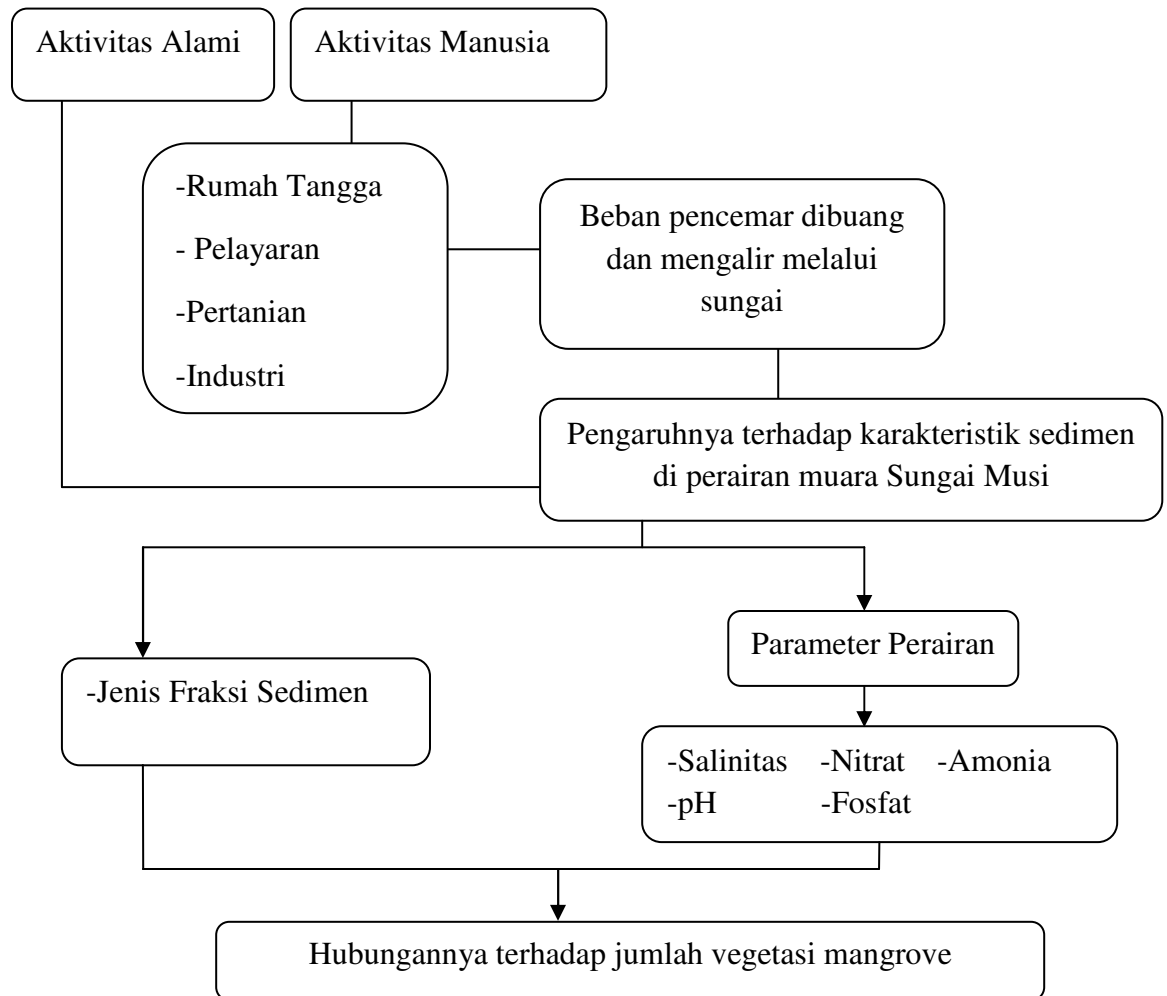 Aktivitas Alami
Aktivitas Manusia
-Rumah Tangga
- Pelayaran
-Pertanian
-Industri
Beban pencemar dibuang
dan mengalir melalui
sungai
Pengaruhnya terhadap karakteristik sedimen
di perairan muara Sungai Musi
-Jenis Fraksi Sedimen
Parameter Perairan
-Salinitas -Nitrat -Amonia
-pH -Fosfat
Hubungannya terhadap jumlah vegetasi mangrove